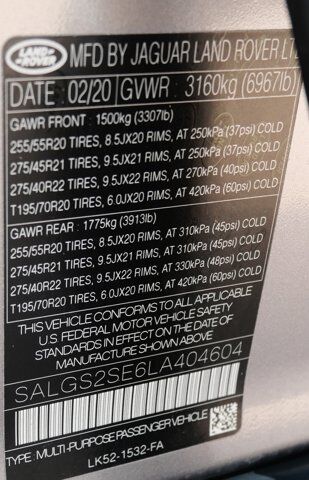 LAND ROVER
MFD BY JAGUAR LAND ROVER LTD
DATE: 02/20 GVWR: 3160kg (6967lb)
GAWR FRONT : 1500kg (3307lb)
255/55R20 TIRES, 8.5JX20 RIMS, AT 250kPa (37psi) COLD
275/45R21 TIRES, 9.5JX21 RIMS, AT 250kPa (37psi) COLD
275/40R22 TIRES, 9.5JX22 RIMS, AT 270kPa (40psi) COLD
T195/70R20 TIRES, 6.0JX20 RIMS, AT 420kPa (60psi) COLD
GAWR REAR : 1775kg (3913lb)
255/55R20 TIRES, 8.5JX20 RIMS, AT 310kPa (45psi) COLD
275/45R21 TIRES, 9.5JX21 RIMS, AT 310kPa (45psi) COLD
275/40R22 TIRES, 9.5JX22 RIMS, AT 330kPa (48psi) COLD
T195/70R20 TIRES, 6.0JX20 RIMS, AT 420kPa (60psi) COLD
THIS VEHICLE CONFORMS TO ALL APPLICABLE
U.S. FEDERAL MOTOR VEHICLE SAFETY
STANDARDS IN EFFECT ON THE DATE OF
MANUFACTURE SHOWN ABOVE.
SALGS2SE6LA404604
TYPE: MULTI-PURPOSE PASSENGER VEHICLE
LK52-1532-FA